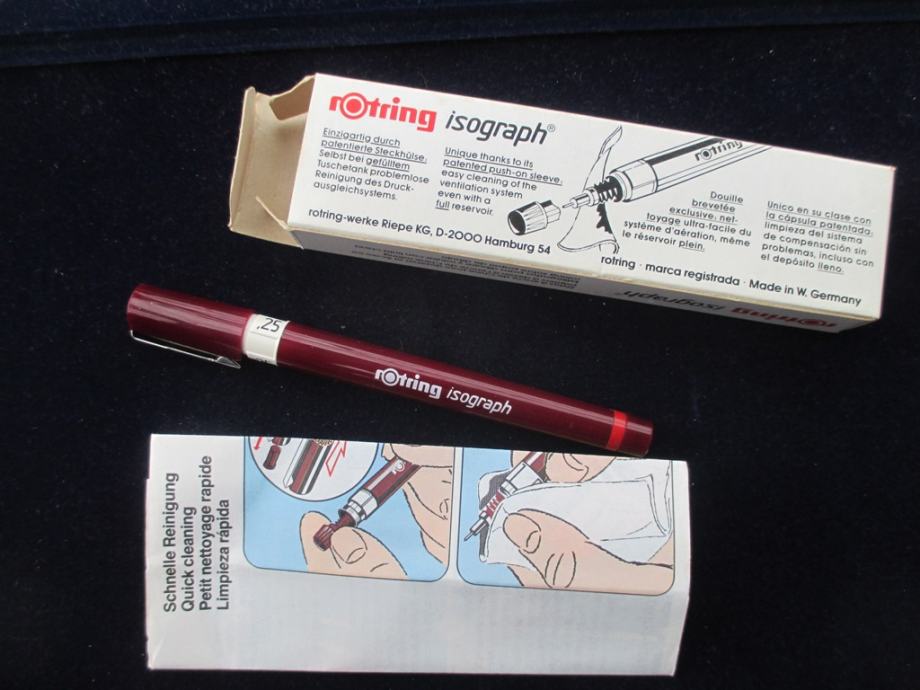 rotring isograph®
Einzigartig durch
patentierte Steckhülse.
Selbst bei gefülltem
Tuschetank problemlose
Reinigung des Druck-
ausgleichsystems.
Unique thanks to its
patented push-on sleeve:
easy cleaning of the
ventilation system
even with a
full reservoir.
rotring
Douille
brevetée
exclusive: net-
toyage ultra-facile du
système d'aération, même
le réservoir plein.
Unico en su clase con
la cápsula patentada:
limpieza del sistema
de compensación sin
problemas, incluso con
el depósito lleno.
rotring-werke Riepe KG, D-2000 Hamburg 54
rotring · marca registrada · Made in W. Germany
rotring isograph
,25
rotring isograph
Schnelle Reinigung
Quick cleaning
Petit nettoyage rapide
Limpieza rápida